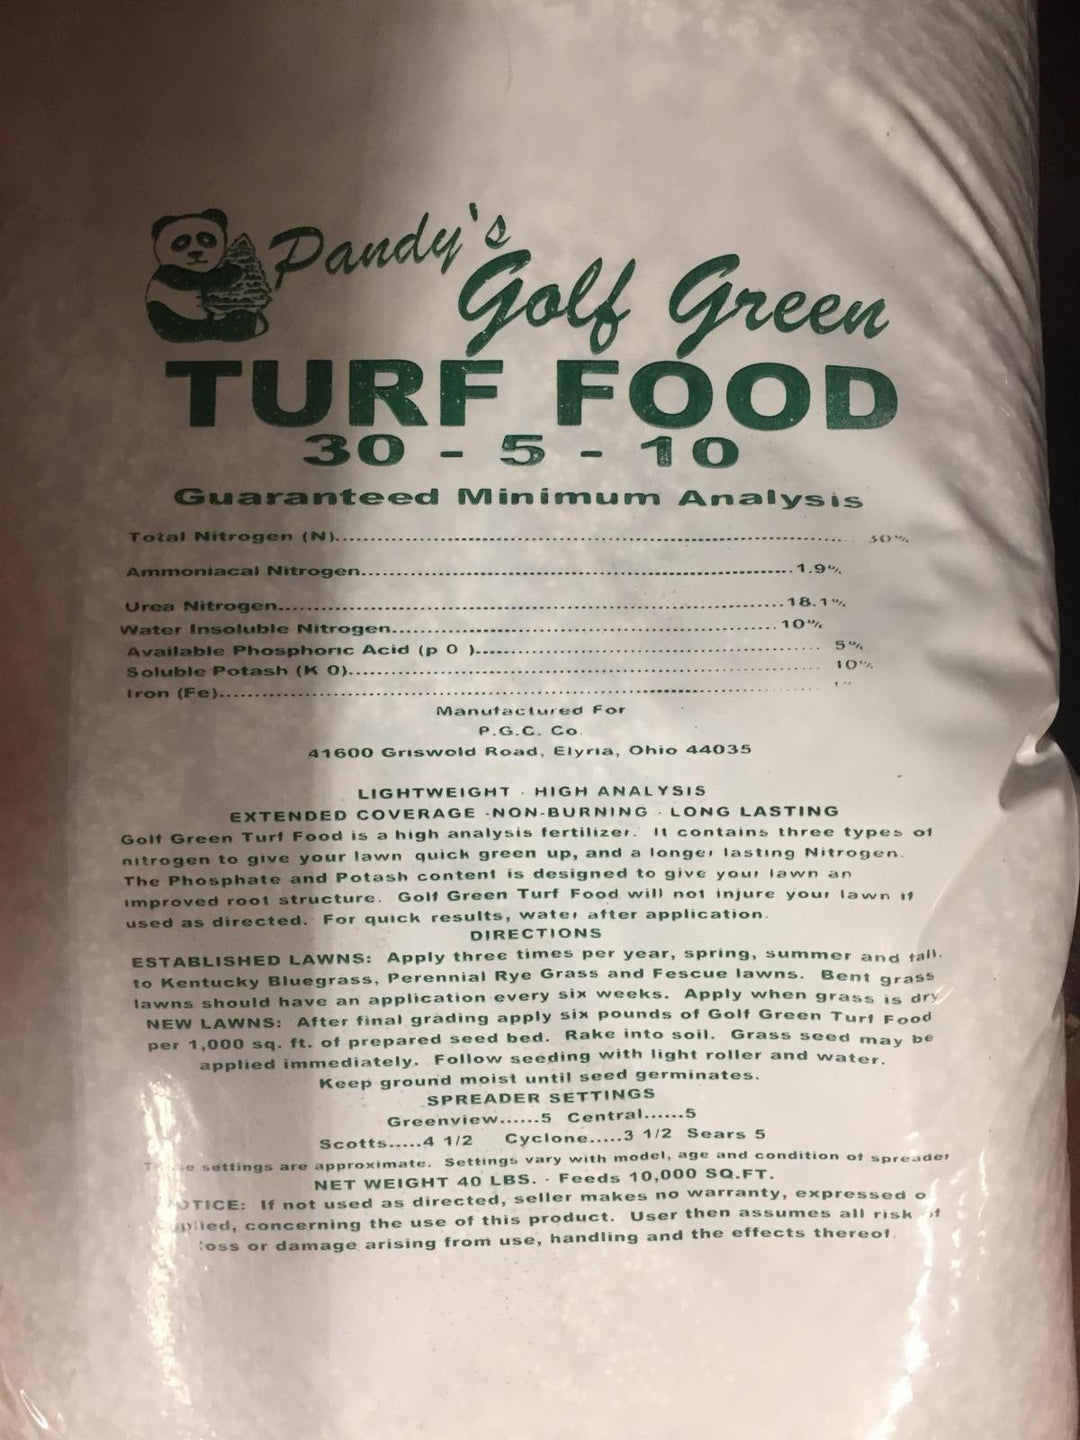 Pandy's
Golf Green
TURF FOOD
30 - 5 - 10
Guaranteed Minimum Analysis
Total Nitrogen (N)........ 30%
Ammoniacal Nitrogen........1.9%
Urea Nitrogen........18.1%
Water Insoluble Nitrogen........10%
Available Phosphoric Acid (p 0 )........ 5%
Soluble Potash (K 0)........ 10%
Iron (Fe)........
Manufactured For
P.G.C. Co.
41600 Griswold Road, Elyria, Ohio 44035
LIGHTWEIGHT · HIGH ANALYSIS
EXTENDED COVERAGE ·NON-BURNING · LONG LASTING
Golf Green Turf Food is a high analysis fertilizer. It contains three types of
nitrogen to give your lawn quick green up, and a longer lasting Nitrogen.
The Phosphate and Potash content is designed to give your lawn an
improved root structure. Golf Green Turf Food will not injure your lawn if
used as directed. For quick results, water after application.
DIRECTIONS
ESTABLISHED LAWNS: Apply three times per year, spring, summer and fall.
to Kentucky Bluegrass, Perennial Rye Grass and Fescue lawns. Bent grass
lawns should have an application every six weeks. Apply when grass is dry
NEW LAWNS: After final grading apply six pounds of Golf Green Turf Food
per 1,000 sq. ft. of prepared seed bed. Rake into soil. Grass seed may be
applied immediately. Follow seeding with light roller and water.
Keep ground moist until seed germinates.
SPREADER SETTINGS
Greenview......5 Central......5
Scotts.....4 1/2 Cyclone.....3 1/2 Sears 5
settings are approximate. Settings vary with model, age and condition of spreader
NET WEIGHT 40 LBS. · Feeds 10,000 SQ.FT.
NOTICE: If not used as directed, seller makes no warranty, expressed o
plied, concerning the use of this product. User then assumes all risk of
loss or damage arising from use, handling and the effects thereof.